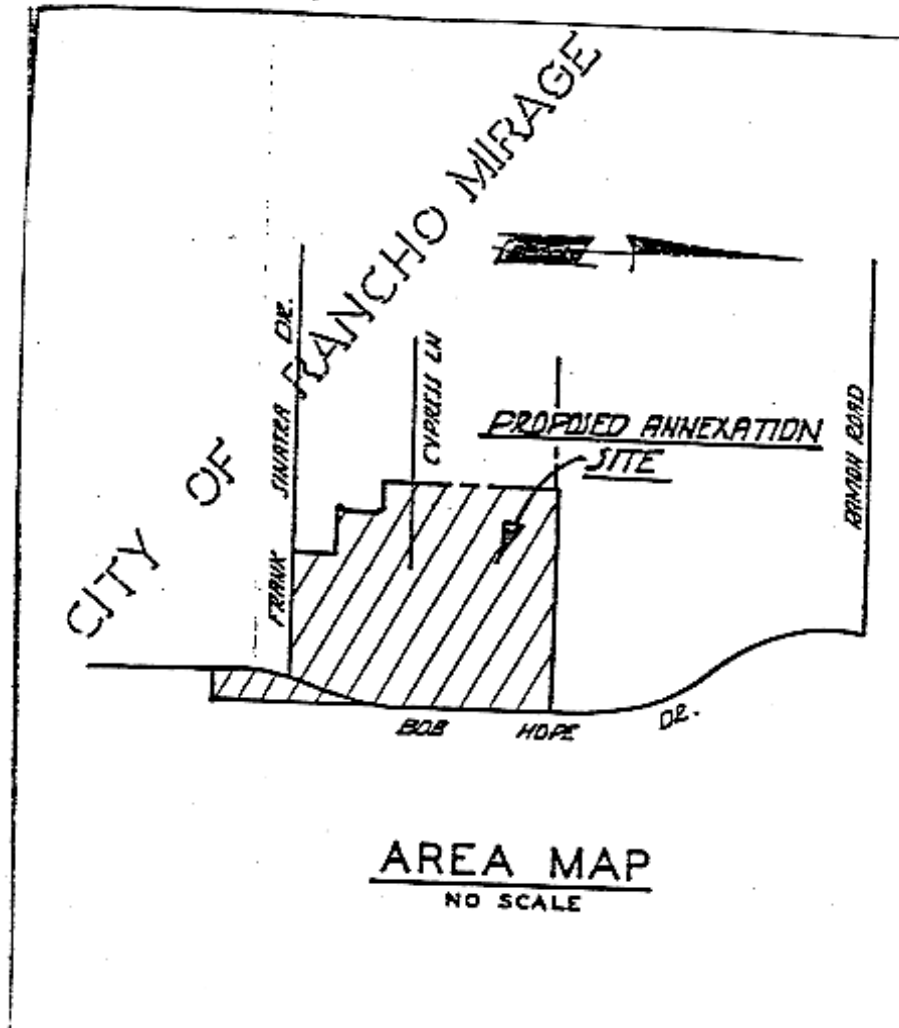 CITY OF RANCHO MIRAGE
FRANK SINATRA DR.
CYPRESS LN
PROPOSED ANNEXATION
SITE
RAMON ROAD
BOB HOPE DR.
AREA MAP
NO SCALE